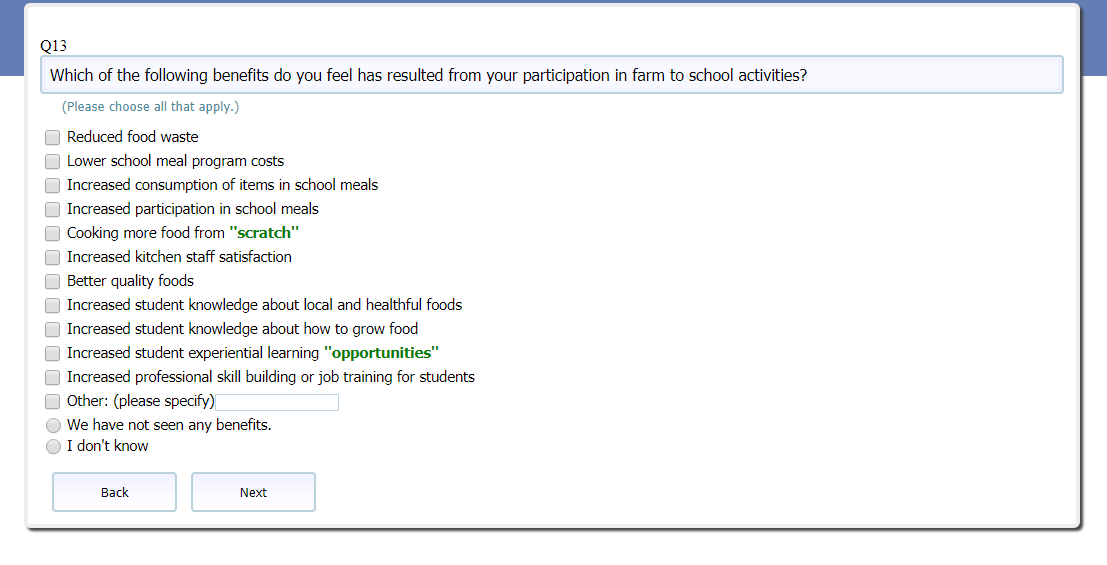 Q13
Which of the following benefits do you feel has resulted from your participation in farm to school activities?
(Please choose all that apply.)
Reduced food waste
Lower school meal program costs
Increased consumption of items in school meals
Increased participation in school meals
Cooking more food from "scratch"
Increased kitchen staff satisfaction
Better quality foods
Increased student knowledge about local and healthful foods
Increased student knowledge about how to grow food
Increased student experiential learning "opportunities"
Increased professional skill building or job training for students
Other: (please specify)
We have not seen any benefits.
I don't know
Back Next